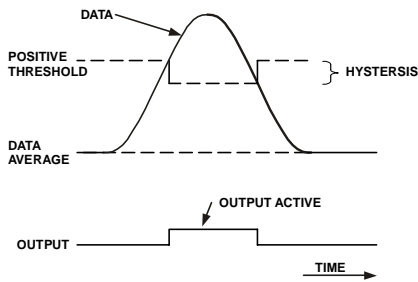 DATA
POSITIVE
THRESHOLD
HYSTERSIS
DATA
AVERAGE
OUTPUT ACTIVE
OUTPUT
TIME